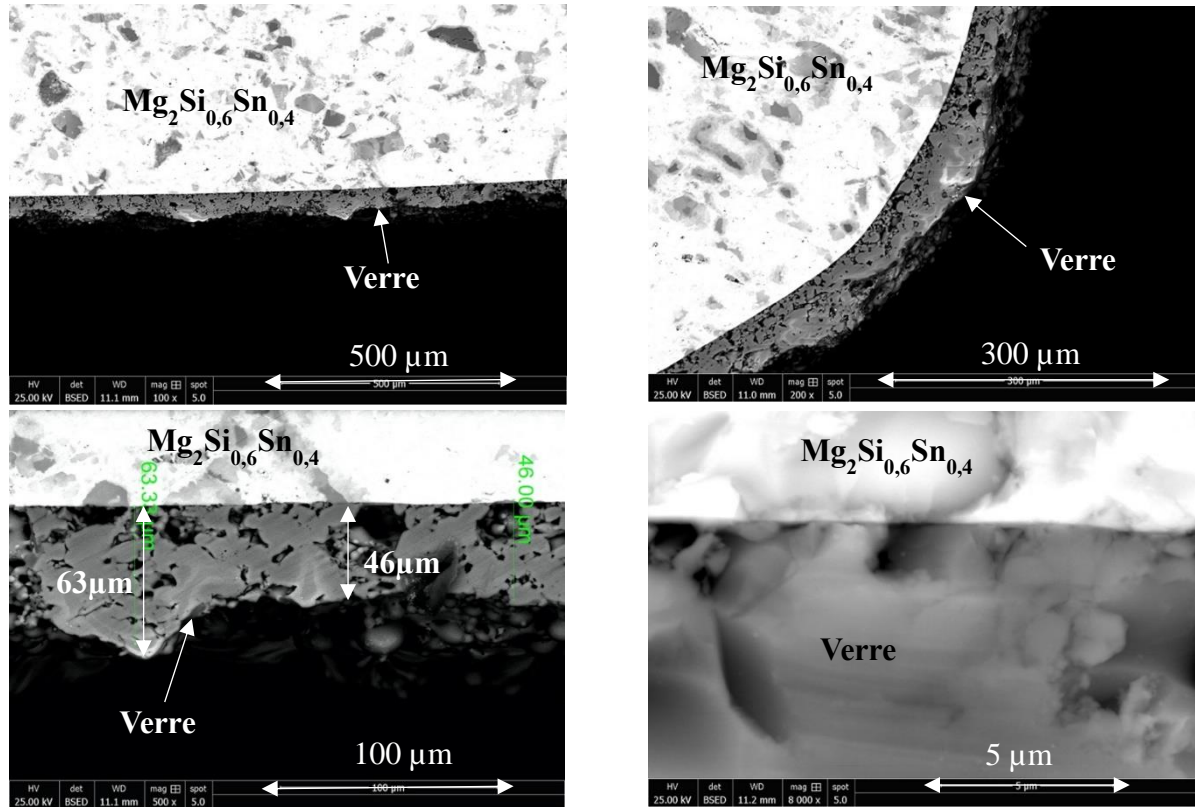 Mg2Si0,6Sn0,4
Verre
500 µm
500 µm
HV det WD mag spot
25.00 kV BSED 11.1 mm 100 x 5.0
Mg2Si0,6Sn0,4
Verre
300 µm
300 µm
HV det WD mag spot
25.00 kV BSED 11.0 mm 200 x 5.0
Mg2Si0,6Sn0,4
46.00 µm
63µm
46µm
Verre
100 µm
100 µm
HV det WD mag spot
25.00 kV BSED 11.1 mm 500 x 5.0
Mg2Si0,6Sn0,4
Verre
5 µm
5 µm
HV det WD mag spot
25.00 kV BSED 11.2 mm 8 000 x 5.0